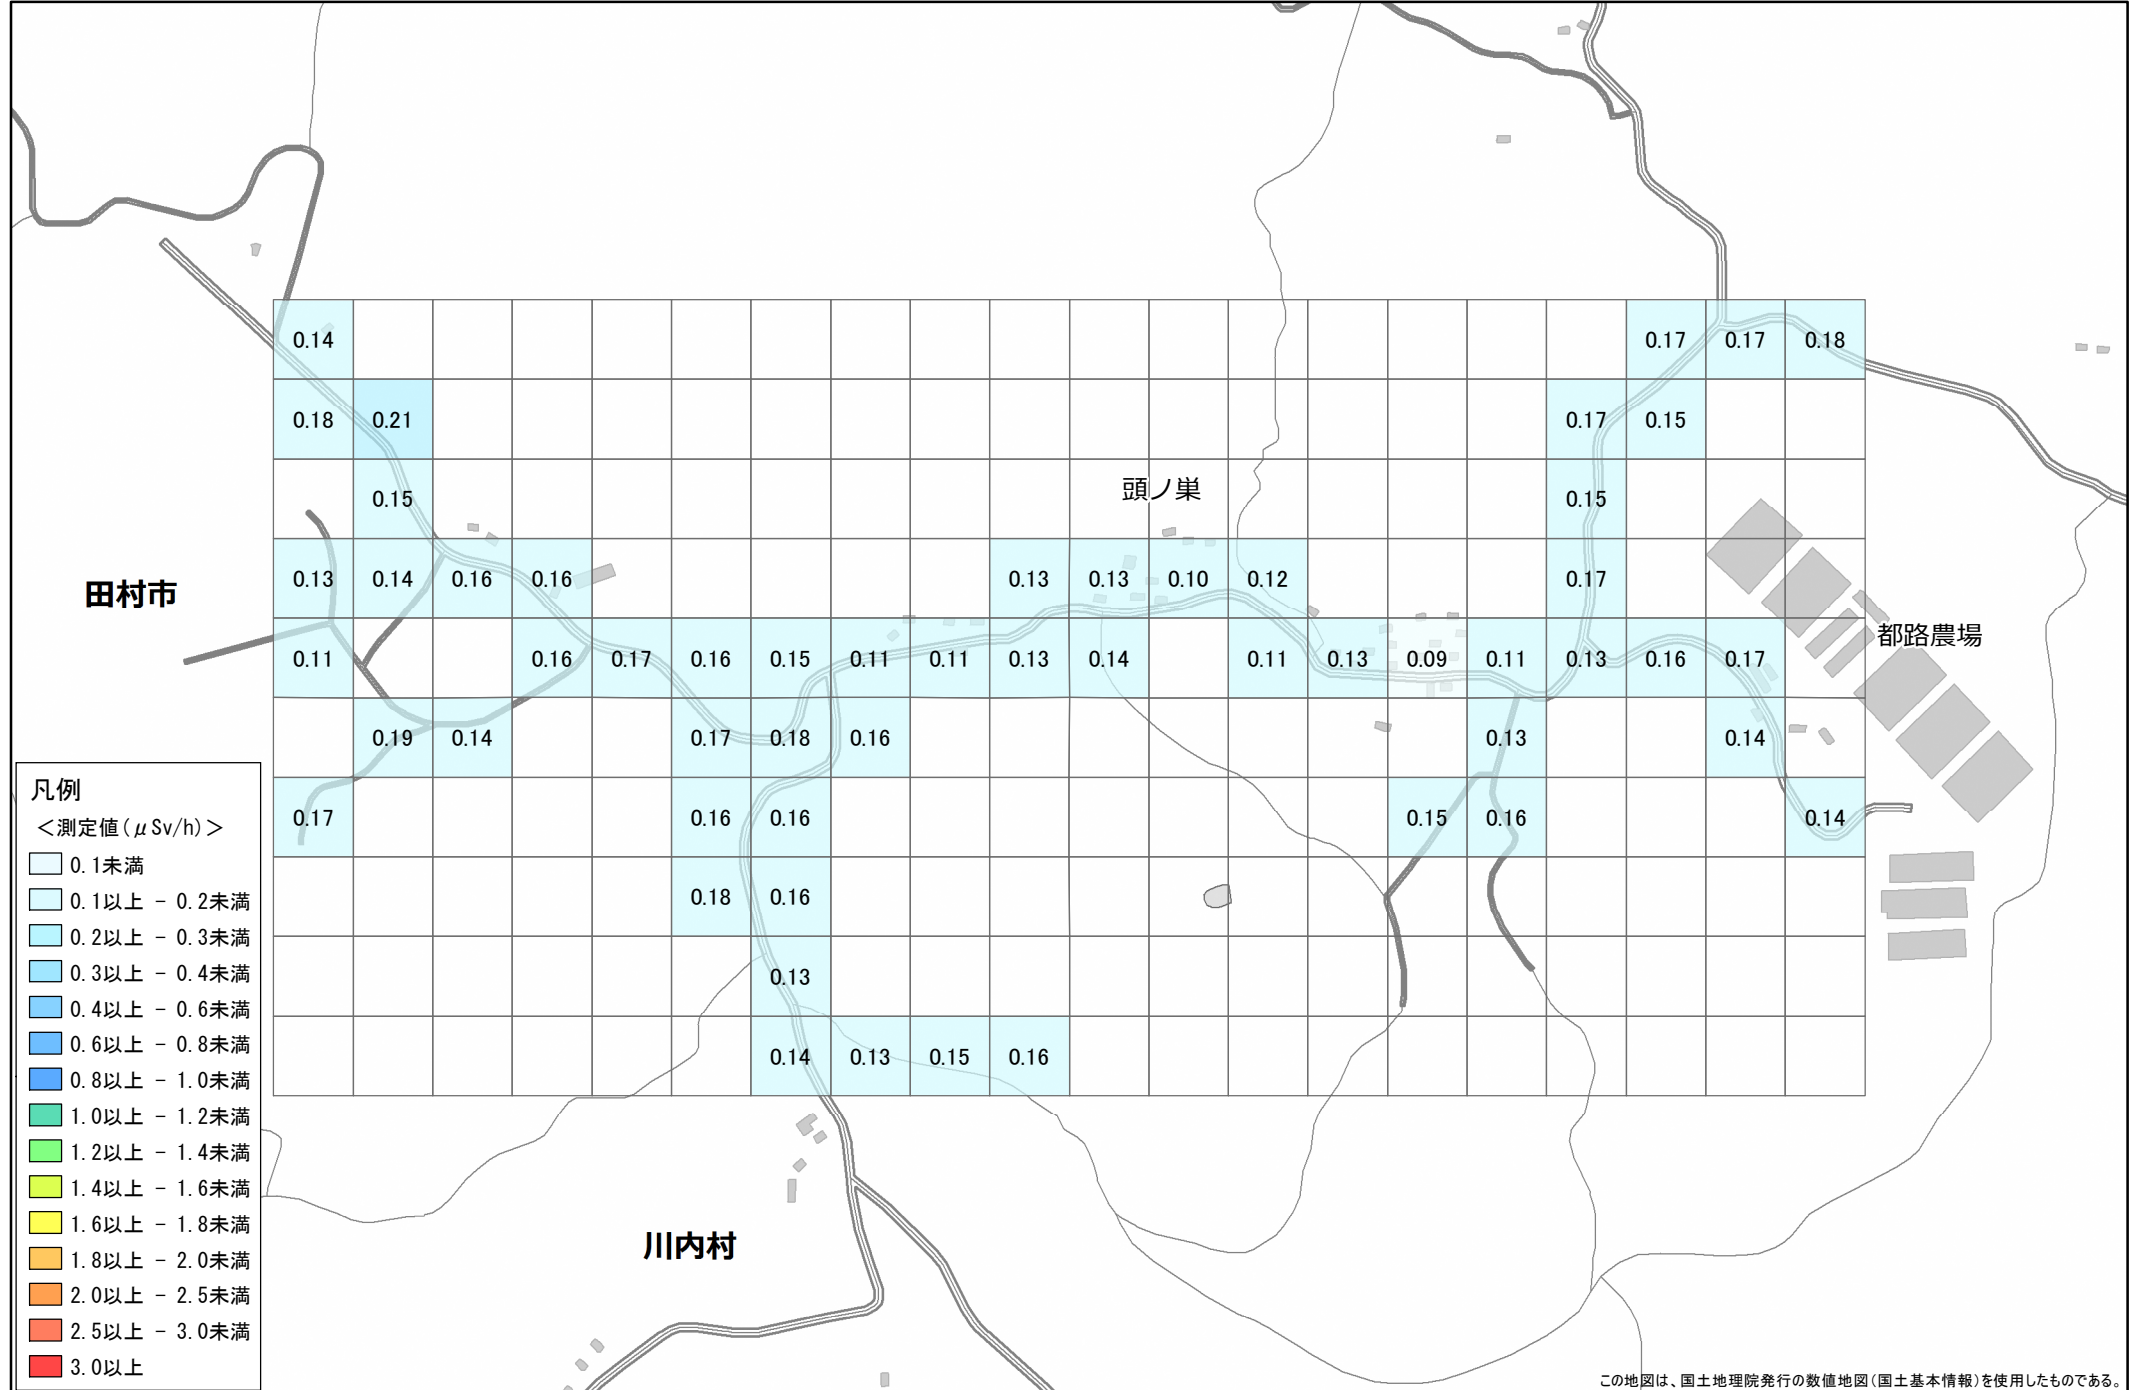 0.14 0.17 0.17 0.18
0.18 0.21 0.17 0.15
0.15 0.15
頭ノ巣
0.13 0.14 0.16 0.16 0.13 0.13 0.10 0.12 0.17
田村市
都路農場
0.11 0.16 0.17 0.16 0.15 0.11 0.11 0.13 0.14 0.11 0.13 0.09 0.11 0.13 0.16 0.17
0.19 0.14 0.17 0.18 0.16 0.13 0.14
0.17 0.16 0.16 0.15 0.16 0.14
0.18 0.16
0.13
0.14 0.13 0.15 0.16
川内村
凡例
＜測定値(μSv/h)＞
0.1未満
0.1以上 － 0.2未満
0.2以上 － 0.3未満
0.3以上 － 0.4未満
0.4以上 － 0.6未満
0.6以上 － 0.8未満
0.8以上 － 1.0未満
1.0以上 － 1.2未満
1.2以上 － 1.4未満
1.4以上 － 1.6未満
1.6以上 － 1.8未満
1.8以上 － 2.0未満
2.0以上 － 2.5未満
2.5以上 － 3.0未満
3.0以上
この地図は、国土地理院発行の数値地図(国土基本情報)を使用したものである。